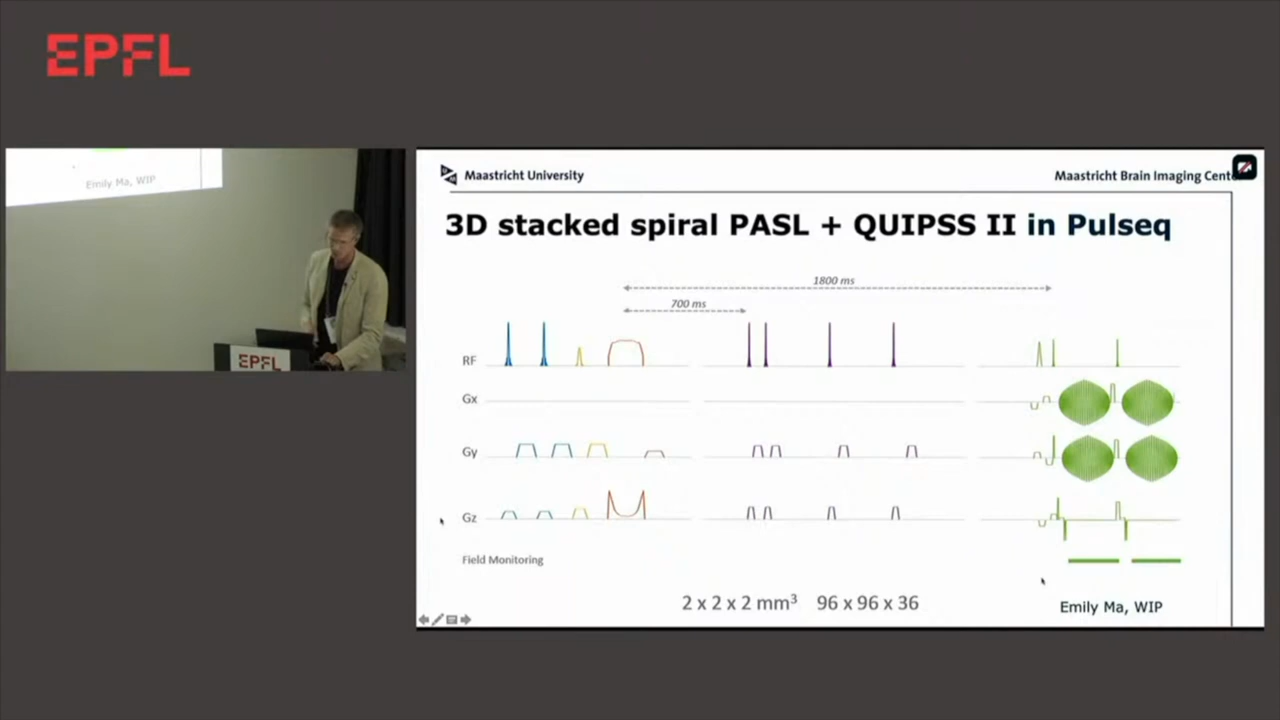 EPFL
Emily Ma, WIP
EPFL
Maastricht University
Maastricht Brain Imaging Cent
3D stacked spiral PASL + QUIPSS II in Pulseq
1800 ms
700 ms
RF
Gx
Gy
Gz
Field Monitoring
2 x 2 x 2 mm³ 96 x 96 x 36
Emily Ma, WIP